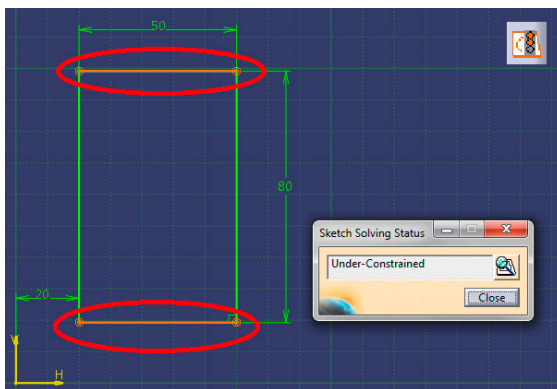 50
80
20
V
H
Sketch Solving Status
Under-Constrained
Close